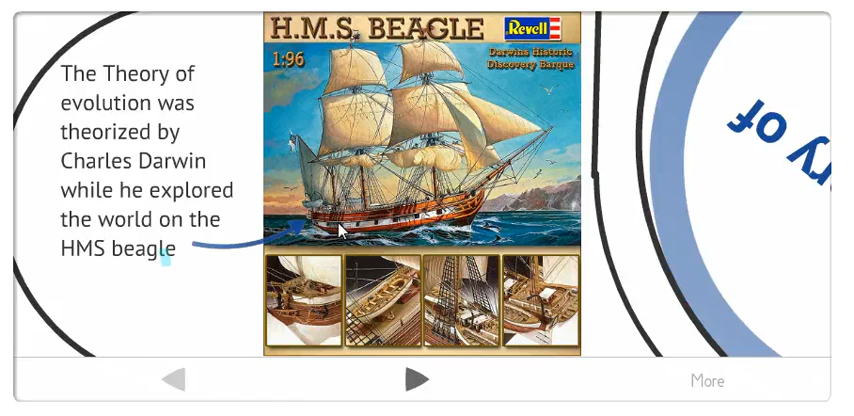 The Theory of
evolution was
theorized by
Charles Darwin
while he explored
the world on the
HMS beagle
H.M.S. BEAGLE
Revell
1:96
Darwins Historic
Discovery Barque
ry of
More